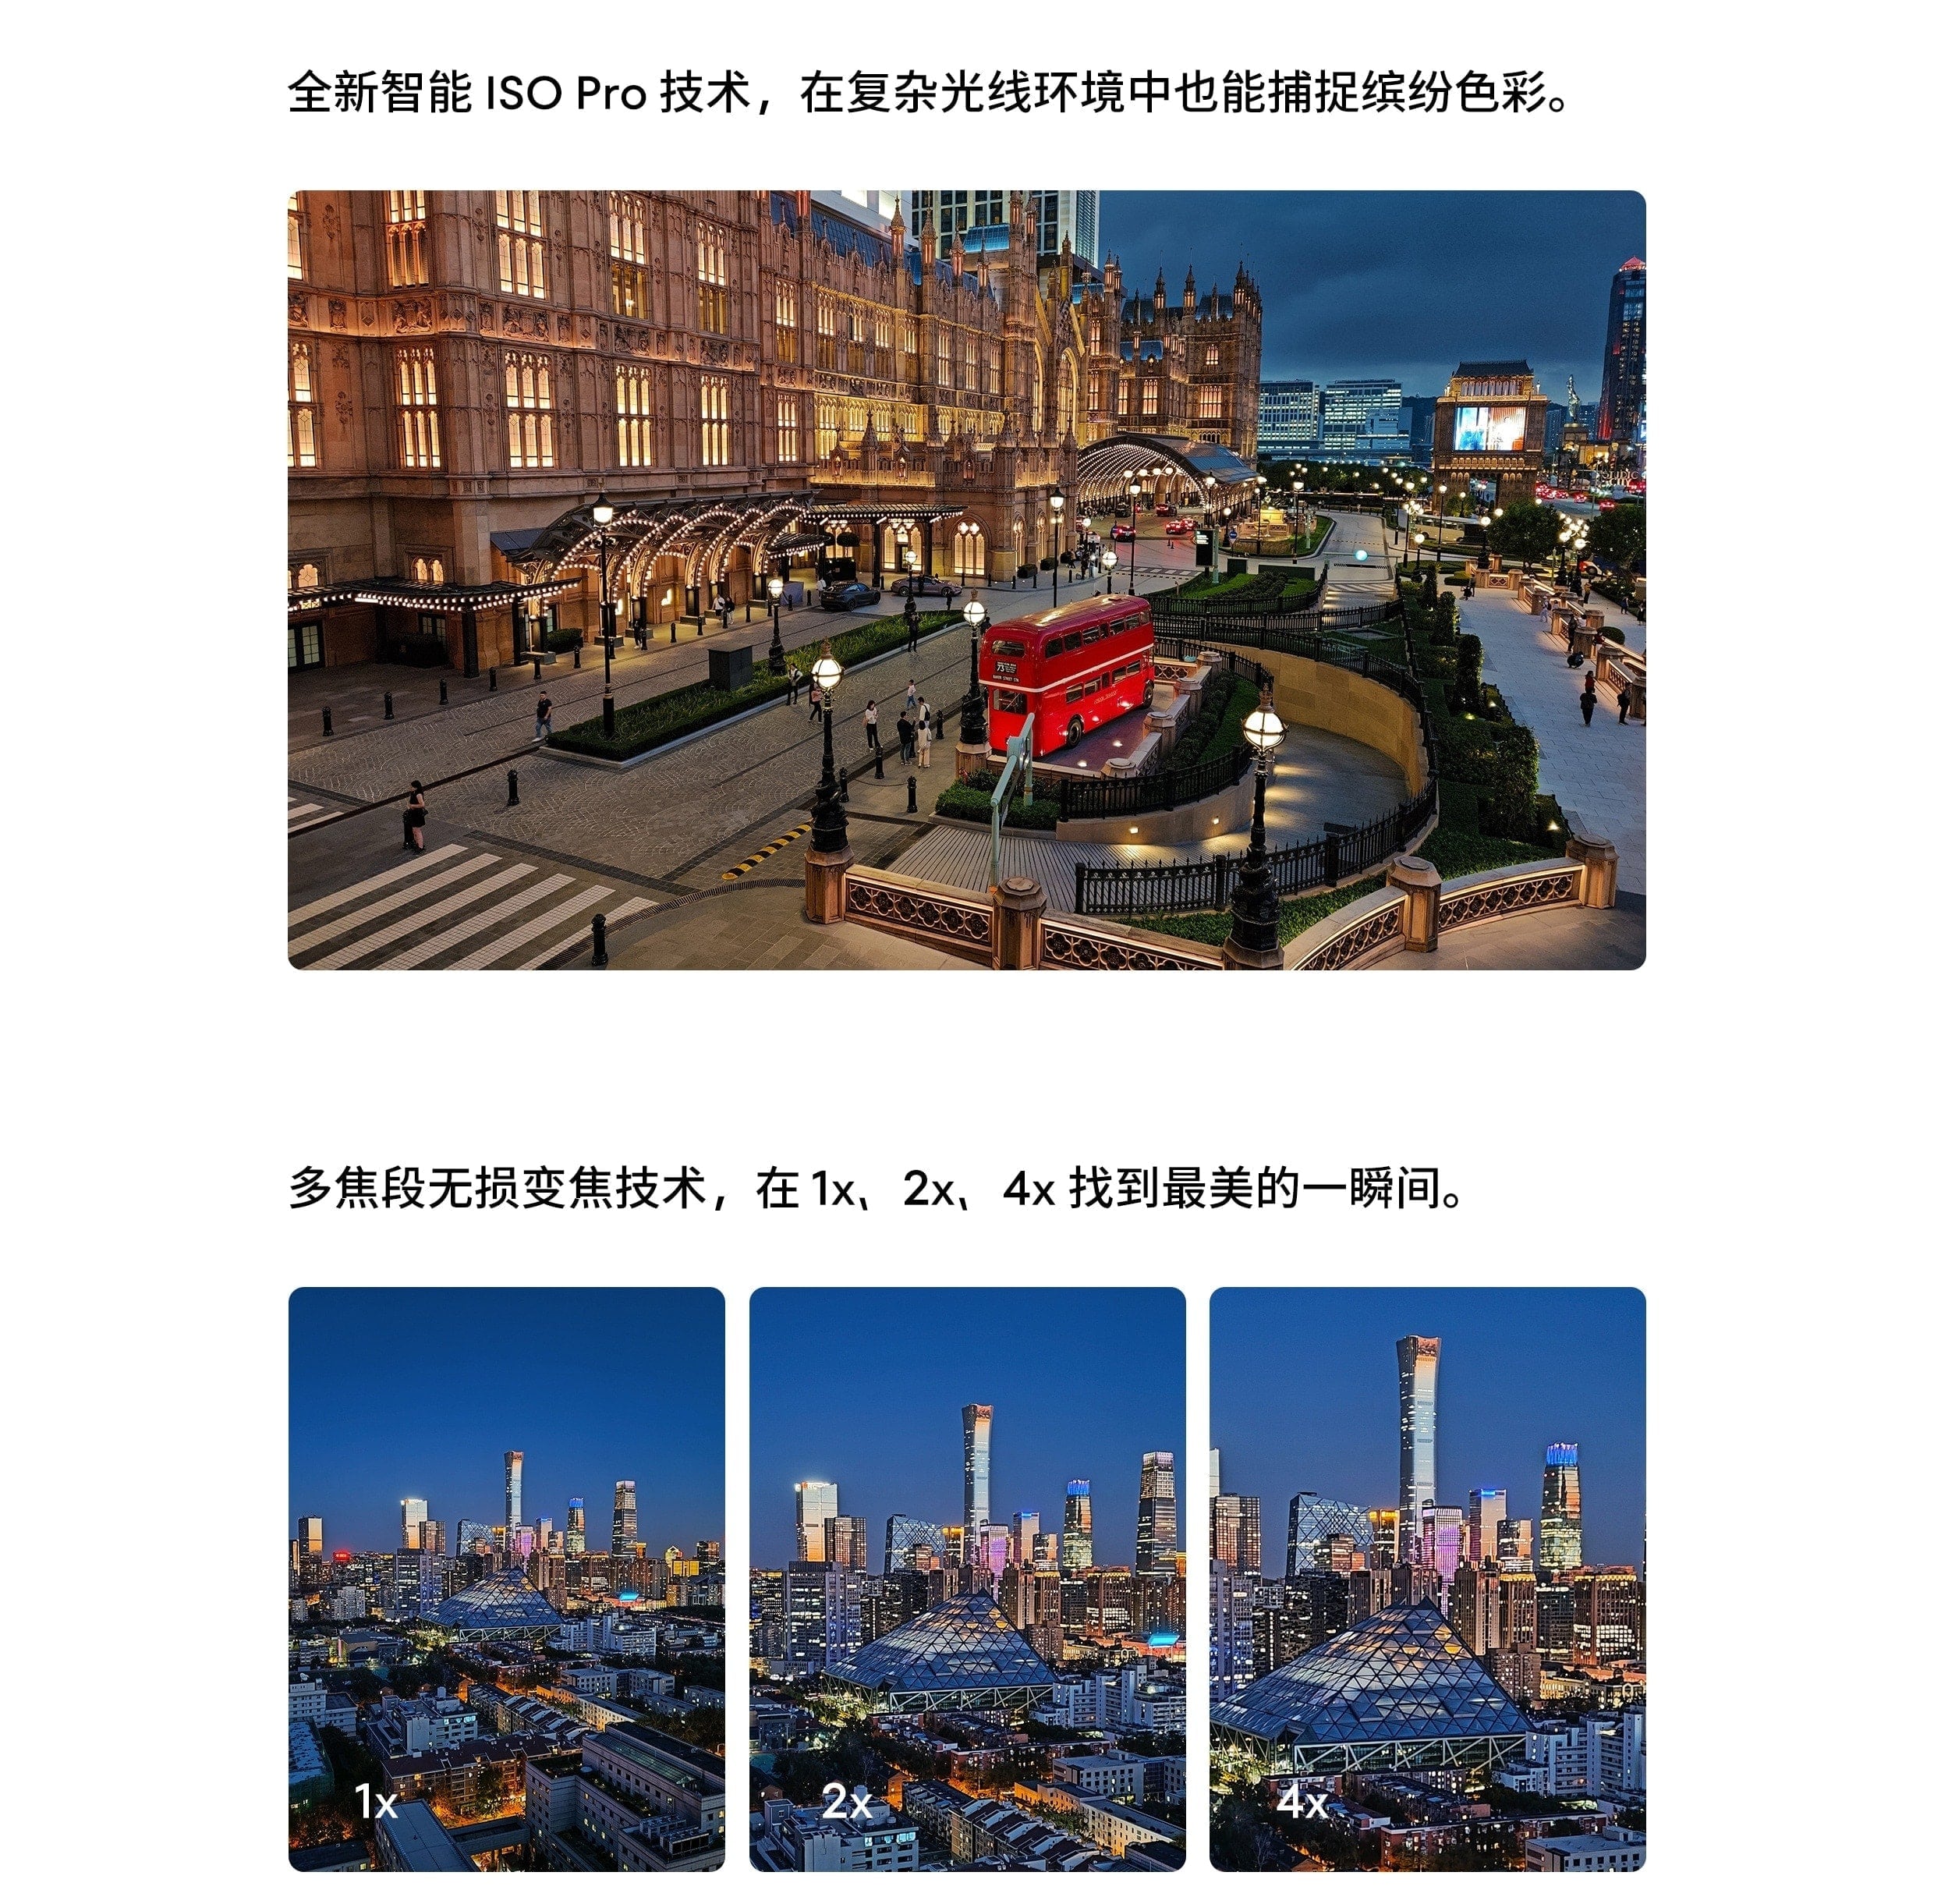 全新智能 ISO Pro 技术，在复杂光线环境中也能捕捉缤纷色彩。
73
多焦段无损变焦技术，在 1x、2x、4x 找到最美的一瞬间。
1x
2x
4x